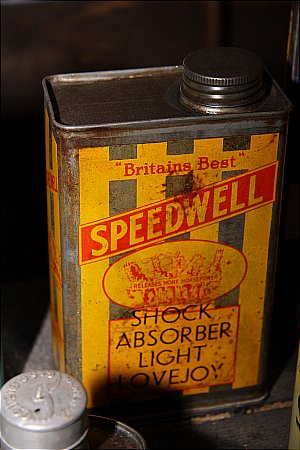 "Britains Best"
SPEEDWELL
RELEASES MORE HORSEPOWER
SHOCK
ABSORBER
LIGHT
LOVEJOY